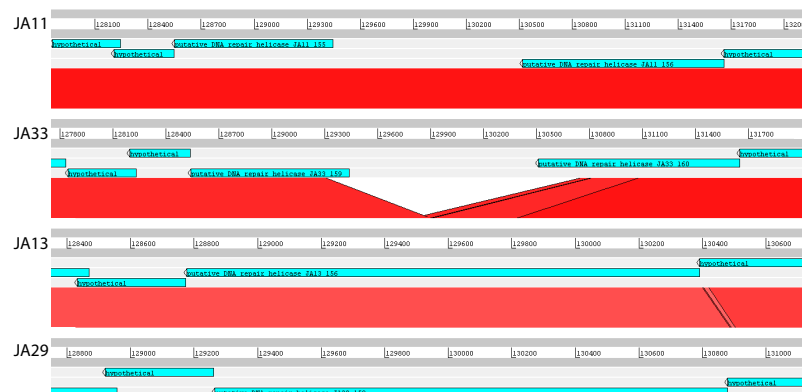 JA11
128100 128400 128700 129000 129300 129600 129900 130200 130500 130800 131100 131400 131700
hypothetical putative DNA repair helicase JA11 155
hypothetical hypothetical
putative DNA repair helicase JA11 156
JA33
127800 128100 128400 128700 129000 129300 129600 129900 130200 130500 130800 131100 131400 131700
hypothetical hypothetical
putative DNA repair helicase JA33 160
hypothetical putative DNA repair helicase JA33 159
JA13
128400 128600 128800 129000 129200 129400 129600 129800 130000 130200 130400 130600
hypothetical
putative DNA repair helicase JA13 156
hypothetical
JA29
128800 129000 129200 129400 129600 129800 130000 130200 130400 130600 130800 131000
hypothetical
hypothetical